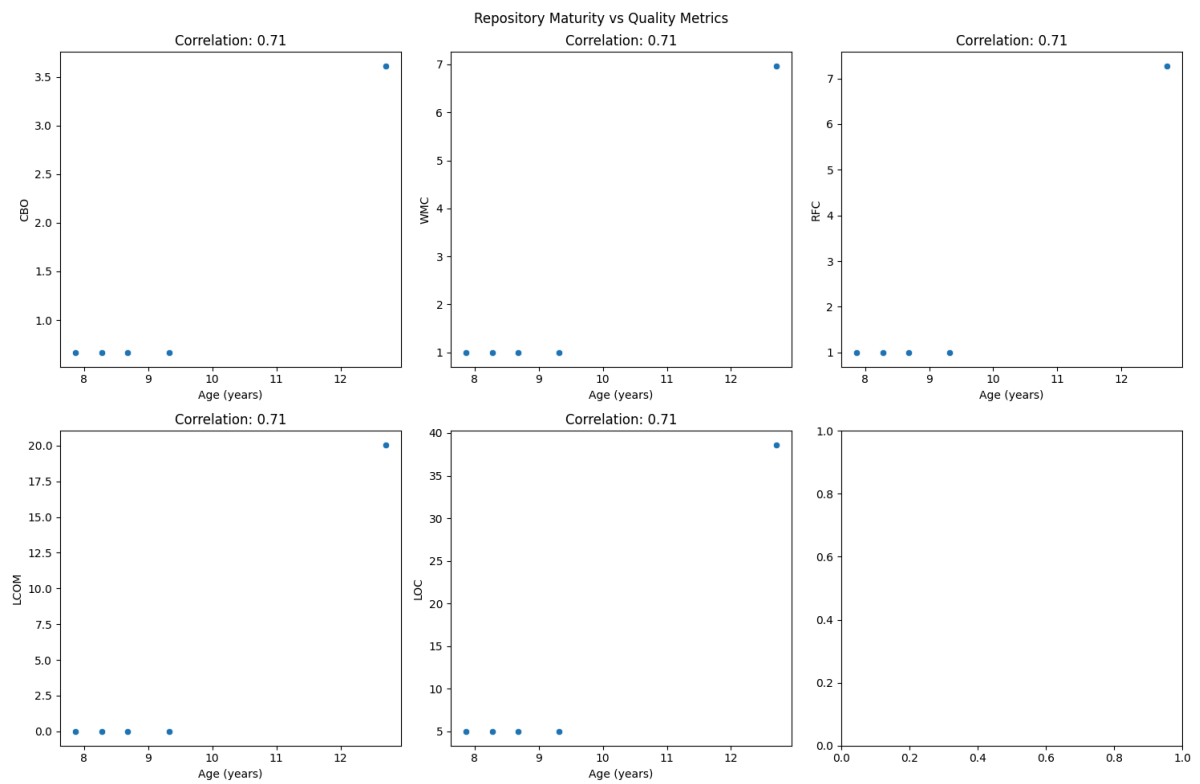 Repository Maturity vs Quality Metrics
Correlation: 0.71
3.5
3.0
2.5
2.0
1.5
1.0
CBO
8 9 10 11 12
Age (years)
Correlation: 0.71
7
6
5
4
3
2
1
WMC
8 9 10 11 12
Age (years)
Correlation: 0.71
7
6
5
4
3
2
1
RFC
8 9 10 11 12
Age (years)
Correlation: 0.71
20.0
17.5
15.0
12.5
10.0
7.5
5.0
2.5
0.0
LCOM
8 9 10 11 12
Age (years)
Correlation: 0.71
40
35
30
25
20
15
10
5
LOC
8 9 10 11 12
Age (years)
1.0
0.8
0.6
0.4
0.2
0.0
0.0 0.2 0.4 0.6 0.8 1.0